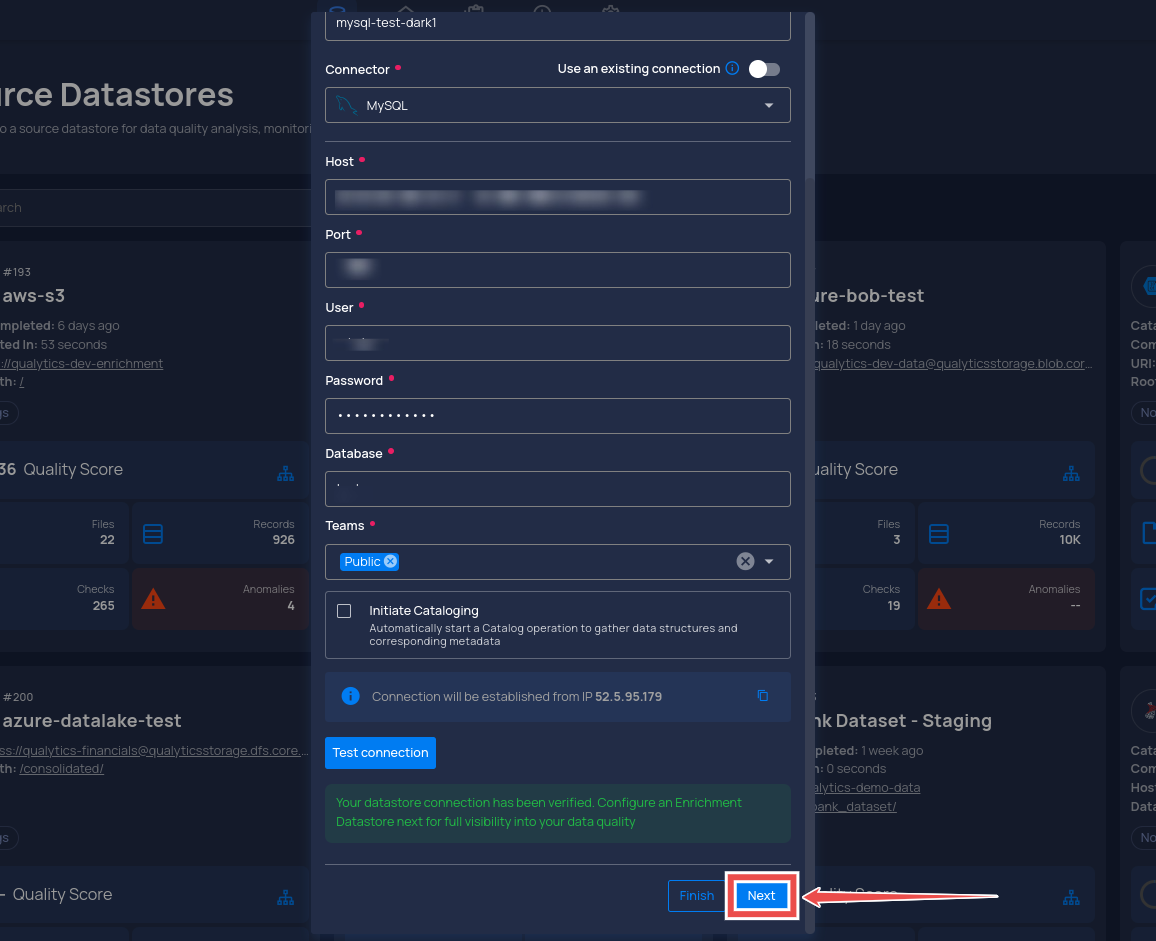 mysql-test-dark1
Connector
Use an existing connection
MySQL
rce Datastores
o a source datastore for data quality analysis, monitori
Host
arch
Port
User
Password
Database
Teams
Public
Initiate Cataloging
Automatically start a Catalog operation to gather data structures and
corresponding metadata
Connection will be established from IP 52.5.95.179
Test connection
Your datastore connection has been verified. Configure an Enrichment
Datastore next for full visibility into your data quality
Finish
Next
#193
aws-s3
mpleted: 6 days ago
ted In: 53 seconds
://qualytics-dev-enrichment
th: /
gs
36 Quality Score
Files
22
Records
926
Checks
265
Anomalies
4
#200
azure-datalake-test
ss://qualytics-financials@qualyticsstorage.dfs.core....
th: /consolidated/
gs
Quality Score
ure-bob-test
leted: 1 day ago
n: 18 seconds
qualytics-dev-data@qualyticsstorage.blob.cor...
uality Score
Files
3
Records
10K
Checks
19
Anomalies
--
nk Dataset - Staging
pleted: 1 week ago
n: 0 seconds
alytics-demo-data
bank_dataset/
Cata
Com
URI:
Root
No
Cata
Com
Host
Data
No